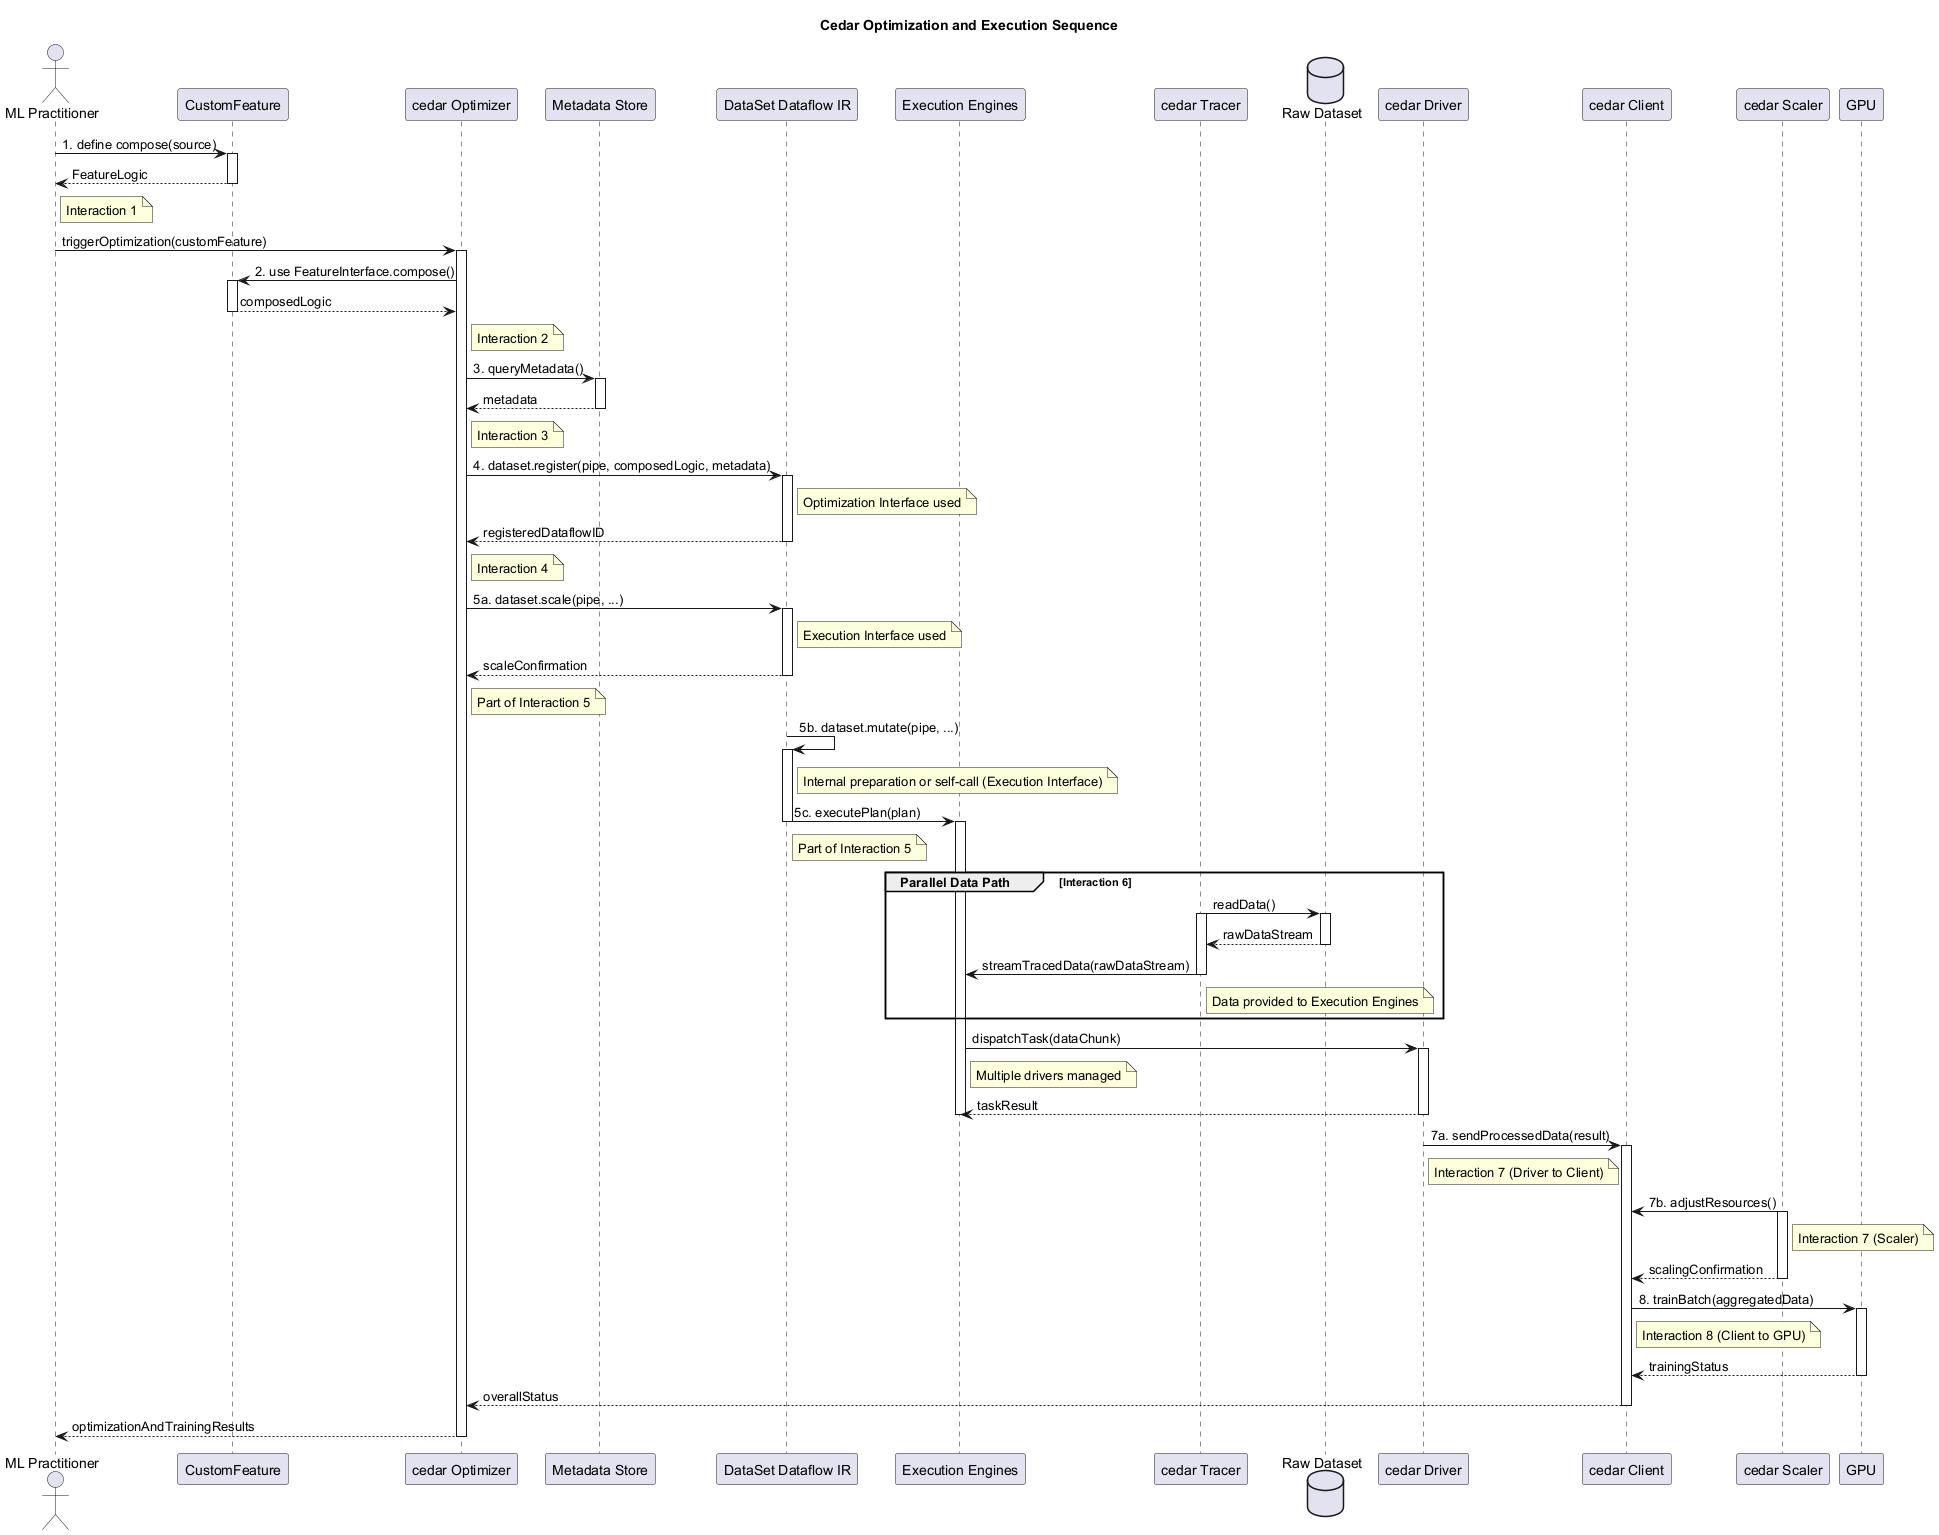 Cedar Optimization and Execution Sequence
ML Practitioner
CustomFeature
cedar Optimizer
Metadata Store
DataSet Dataflow IR
Execution Engines
cedar Tracer
Raw Dataset
cedar Driver
cedar Client
cedar Scaler
GPU
1. define compose(source)
FeatureLogic
Interaction 1
triggerOptimization(customFeature)
2. use FeatureInterface.compose()
composedLogic
Interaction 2
3. queryMetadata()
metadata
Interaction 3
4. dataset.register(pipe, composedLogic, metadata)
Optimization Interface used
registeredDataflowID
Interaction 4
5a. dataset.scale(pipe, ...)
Execution Interface used
scaleConfirmation
Part of Interaction 5
5b. dataset.mutate(pipe, ...)
Internal preparation or self-call (Execution Interface)
5c. executePlan(plan)
Part of Interaction 5
Parallel Data Path [Interaction 6]
readData()
rawDataStream
streamTracedData(rawDataStream)
Data provided to Execution Engines
dispatchTask(dataChunk)
Multiple drivers managed
taskResult
7a. sendProcessedData(result)
Interaction 7 (Driver to Client)
7b. adjustResources()
Interaction 7 (Scaler)
scalingConfirmation
8. trainBatch(aggregatedData)
Interaction 8 (Client to GPU)
trainingStatus
overallStatus
optimizationAndTrainingResults
ML Practitioner
CustomFeature
cedar Optimizer
Metadata Store
DataSet Dataflow IR
Execution Engines
cedar Tracer
Raw Dataset
cedar Driver
cedar Client
cedar Scaler
GPU